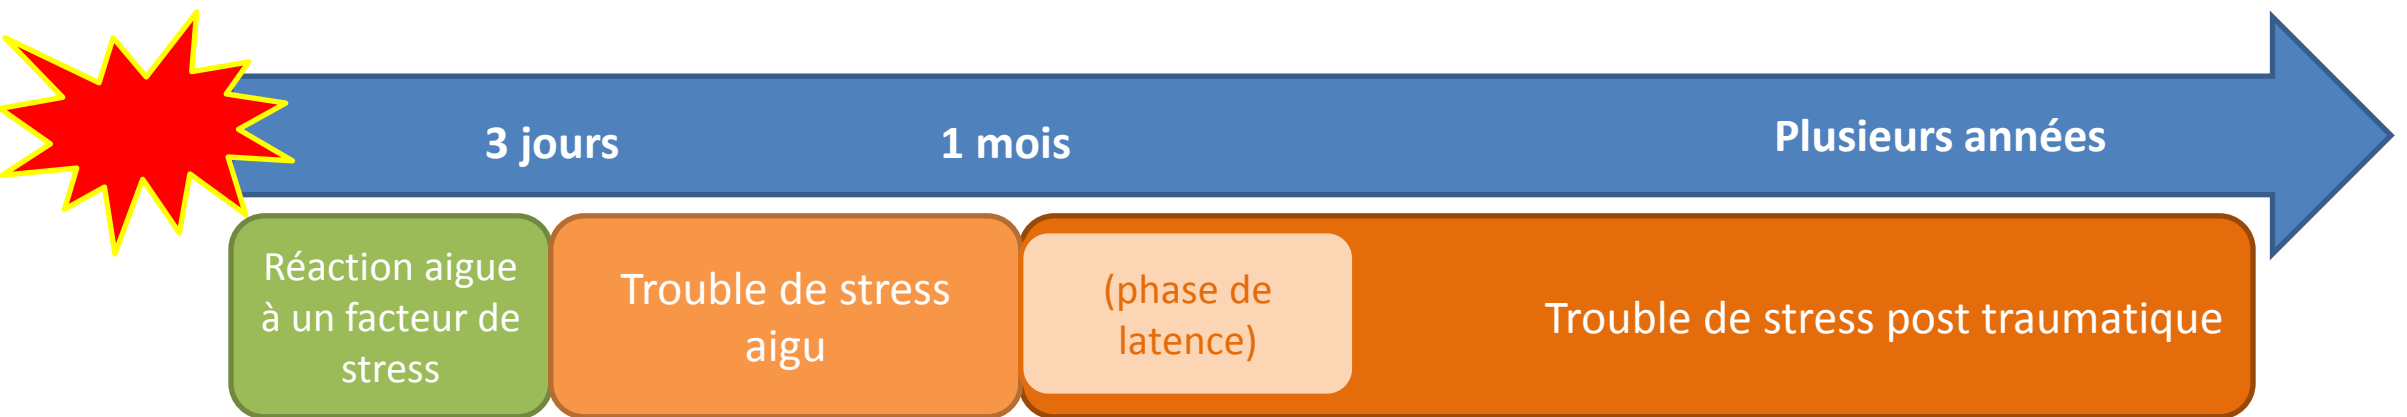 3 jours
1 mois
Plusieurs années
Réaction aigue
à un facteur de
stress
Trouble de stress
aigu
(phase de
latence)
Trouble de stress post traumatique